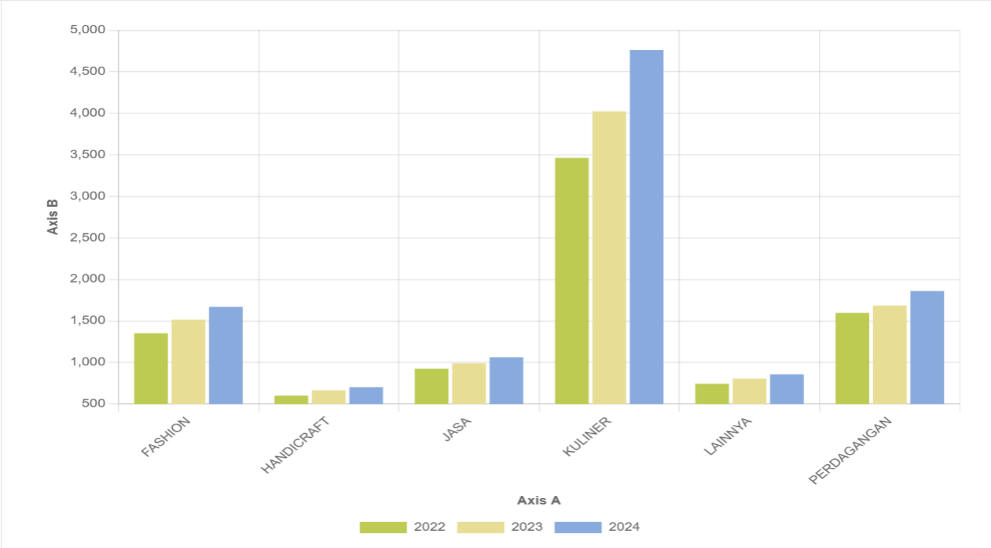 5,000
4,500
4,000
3,500
3,000
2,500
2,000
1,500
1,000
500
Axis B
FASHION
HANDICRAFT
JASA
KULINER
LAINNYA
PERDAGANGAN
Axis A
2022 2023 2024